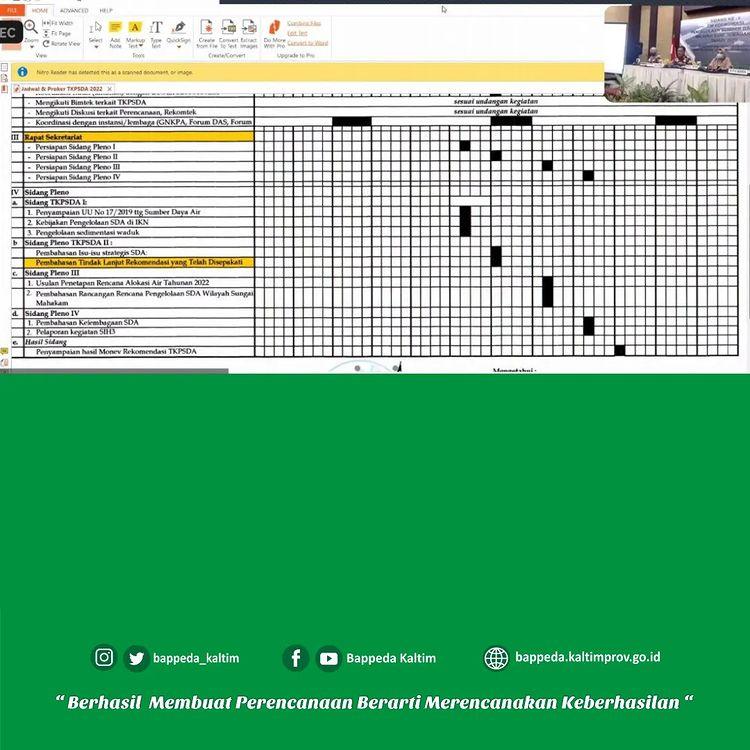 FILE HOME ADVANCED HELP
EC
Zoom
Fit Width
Fit Page
Rotate View
View
Select
Add Note
Markup Text
Type Text
QuickSign
Tools
Create from File
Convert To Text
Extract Images
Create/Convert
Do More With Pro
Combine Files
Edit Text
Convert to Word
Upgrade to Pro
Nitro Reader has detected this as a scanned document, or image.
Jadwal & Proker TKPSDA 2022
- Mengikuti Bimtek terkait TKPSDA sesuai undangan kegiatan
- Mengikuti Diskusi terkait Perencanaan, Rekomtek sesuai undangan kegiatan
- Koordinasi dengan instansi/lembaga (GNKPA, Forum DAS, Forum
III Rapat Sekretariat
- Persiapan Sidang Pleno I
- Persiapan Sidang Pleno II
- Persiapan Sidang Pleno III
- Persiapan Sidang Pleno IV
IV Sidang Pleno
a. Sidang TKPSDA I:
1. Penyampaian UU No 17/2019 ttg Sumber Daya Air
2. Kebijakan Pengelolaan SDA di IKN
3. Pengelolaan sedimentasi waduk
b Sidang Pleno TKPSDA II :
Pembahasan Isu-isu strategis SDA:
Pembahasan Tindak Lanjut Rekomendasi yang Telah Disepakati
c. Sidang Pleno III
1. Usulan Penetapan Rencana Alokasi Air Tahunan 2022
2. Pembahasan Rancangan Rencana Pengelolaan SDA Wilayah Sungai
Mahakam
d. Sidang Pleno IV
1. Pembahasan Kelembagaan SDA
2. Pelaporan kegiatan SIH3
e. Hasil Sidang
Penyampaian hasil Monev Rekomendasi TKPSDA
Mengetahui :
bappeda_kaltim Bappeda Kaltim bappeda.kaltimprov.go.id
“ Berhasil Membuat Perencanaan Berarti Merencanakan Keberhasilan “